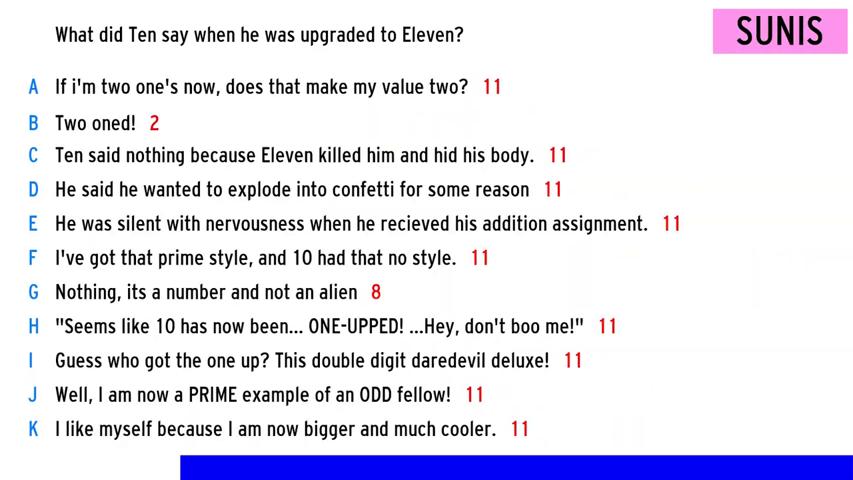 What did Ten say when he was upgraded to Eleven?
SUNIS
A If i'm two one's now, does that make my value two? 11
B Two oned! 2
C Ten said nothing because Eleven killed him and hid his body. 11
D He said he wanted to explode into confetti for some reason 11
E He was silent with nervousness when he recieved his addition assignment. 11
F I've got that prime style, and 10 had that no style. 11
G Nothing, its a number and not an alien 8
H "Seems like 10 has now been... ONE-UPPED! ...Hey, don't boo me!" 11
I Guess who got the one up? This double digit daredevil deluxe! 11
J Well, I am now a PRIME example of an ODD fellow! 11
K I like myself because I am now bigger and much cooler. 11